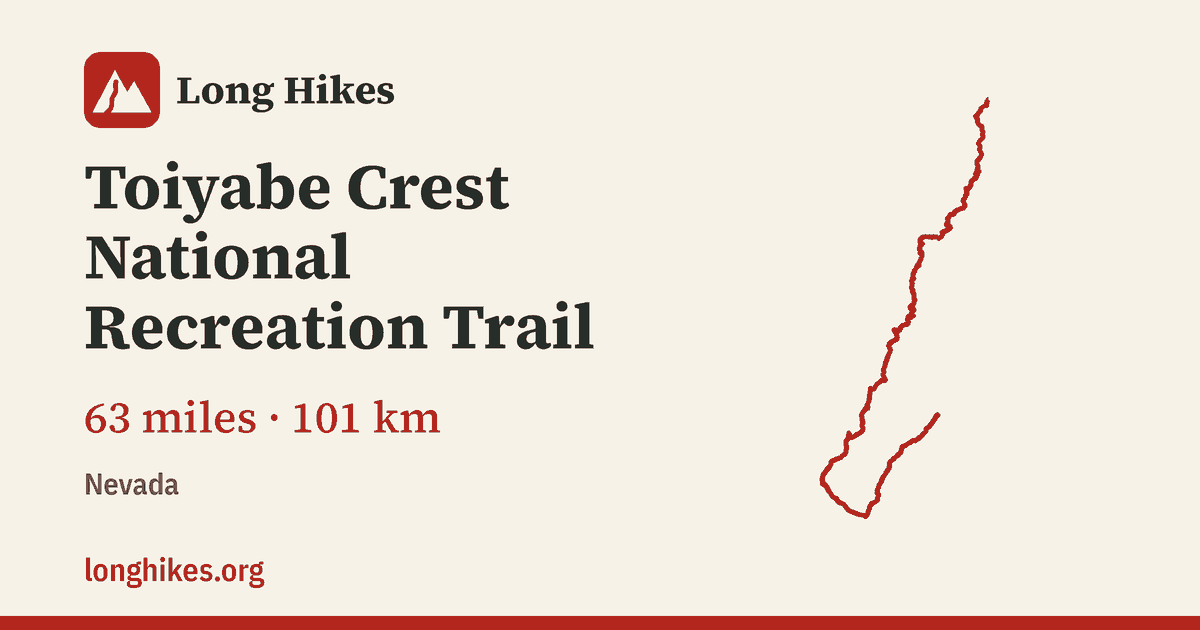 Long Hikes
Toiyabe Crest
National
Recreation Trail
63 miles · 101 km
Nevada
longhikes.org